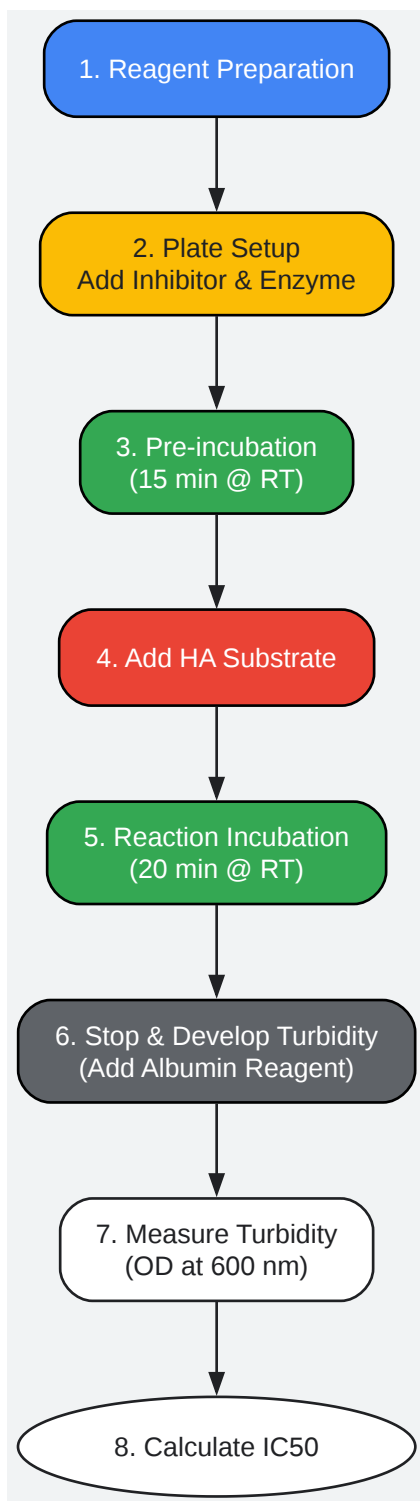 1. Reagent Preparation
2. Plate Setup
Add Inhibitor & Enzyme
3. Pre-incubation
(15 min @ RT)
4. Add HA Substrate
5. Reaction Incubation
(20 min @ RT)
6. Stop & Develop Turbidity
(Add Albumin Reagent)
7. Measure Turbidity
(OD at 600 nm)
8. Calculate IC50